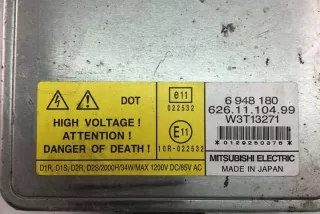 DOT
HIGH VOLTAGE!
ATTENTION!
DANGER OF DEATH!
e11
022532
E11
10R-022532
D1R, D1S, D2R, D2S/2000H/34W/MAX 1200V DC/85V AC
6 948 180
626.11.104.99
W3T13271
*0129250376*
MITSUBISHI ELECTRIC
MADE IN JAPAN